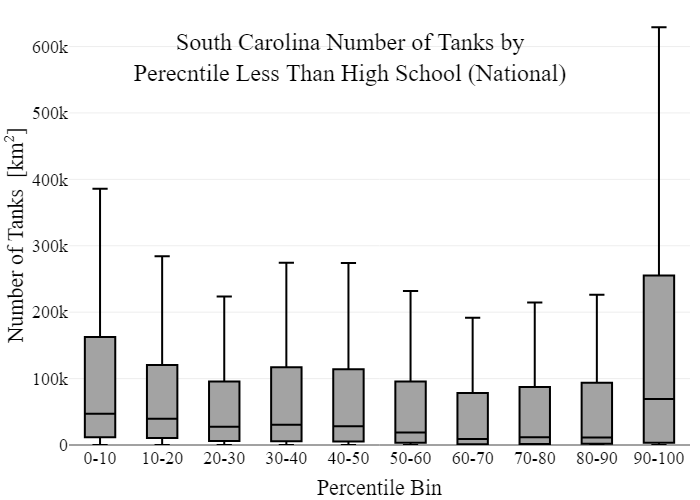 South Carolina Number of Tanks by
Perecntile Less Than High School (National)
Number of Tanks [km²]
600k
500k
400k
300k
200k
100k
0
0-10 10-20 20-30 30-40 40-50 50-60 60-70 70-80 80-90 90-100
Percentile Bin